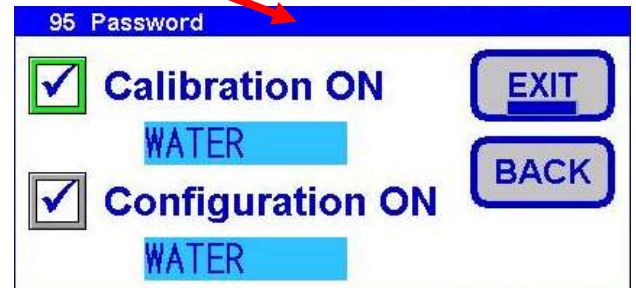 95 Password
Calibration ON
EXIT
WATER
BACK
Configuration ON
WATER